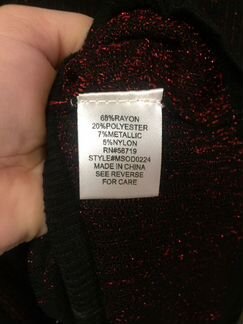 68%RAYON
20%POLYESTER
7%METALLIC
5%NYLON
RN#58719
STYLE#MSOD0224
MADE IN CHINA
SEE REVERSE
FOR CARE